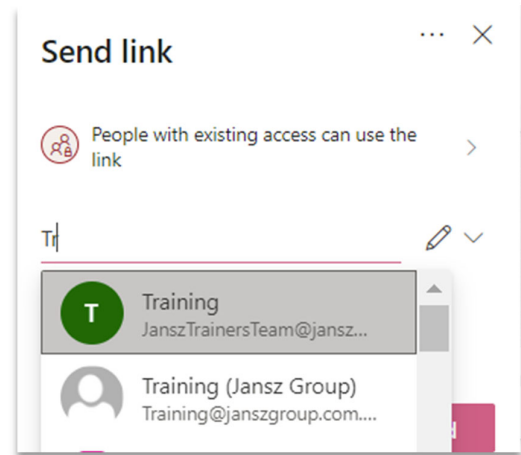 Send link
People with existing access can use the
link
Tr
T
Training
JanszTrainersTeam@jansz...
Training (Jansz Group)
Training@janszgroup.com....